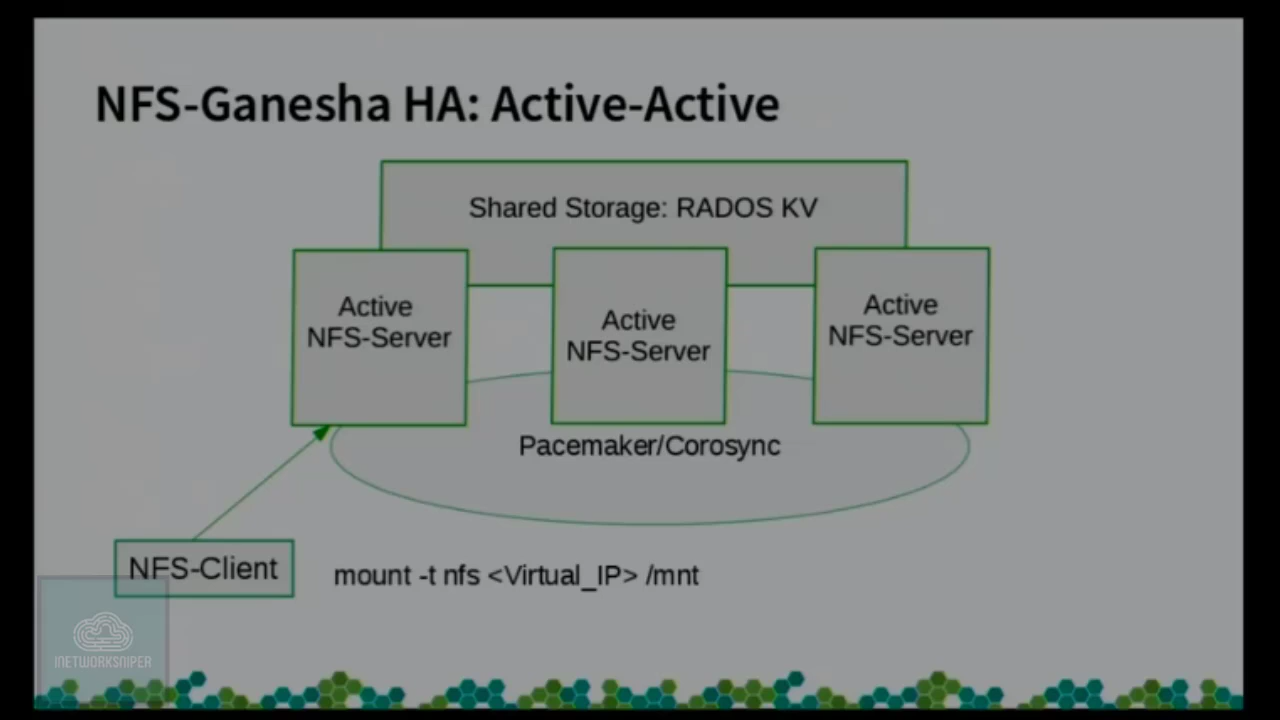 NFS-Ganesha HA: Active-Active
Shared Storage: RADOS KV
Active
NFS-Server
Active
NFS-Server
Active
NFS-Server
Pacemaker/Corosync
NFS-Client
mount -t nfs <Virtual_IP> /mnt
INETWORKSNIPER